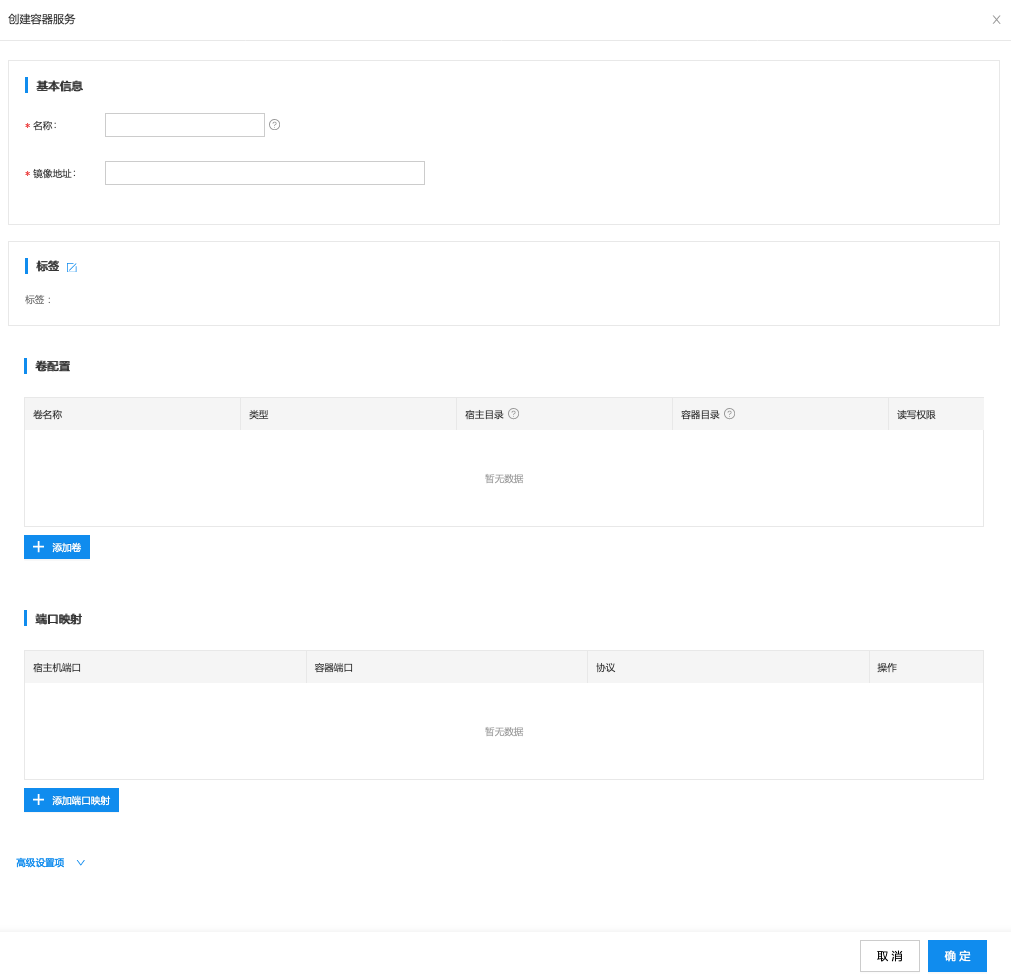 创建容器服务
基本信息
* 名称：
* 镜像地址：
标签
标签：
卷配置
卷名称 类型 宿主目录 容器目录 读写权限
暂无数据
+ 添加卷
端口映射
宿主机端口 容器端口 协议 操作
暂无数据
+ 添加端口映射
高级设置项
取消 确定